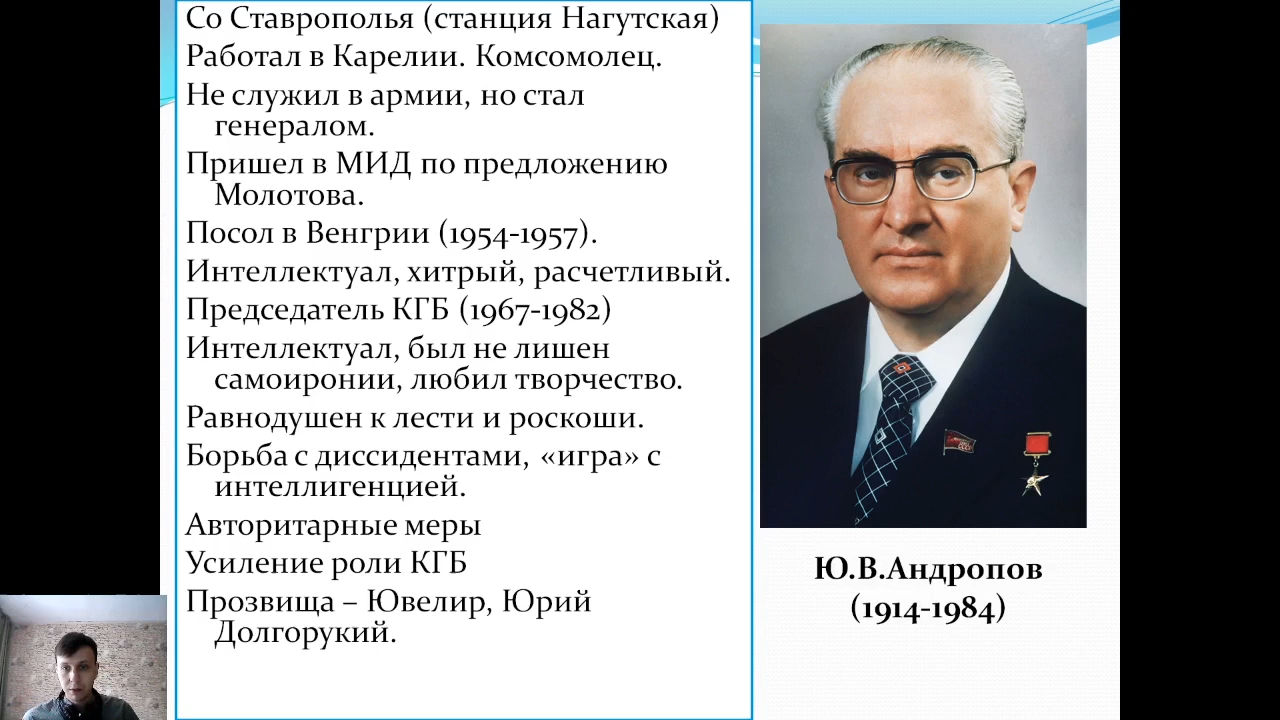 Со Ставрополья (станция Нагутская)
Работал в Карелии. Комсомолец.
Не служил в армии, но стал
генералом.
Пришел в МИД по предложению
Молотова.
Посол в Венгрии (1954-1957).
Интеллектуал, хитрый, расчетливый.
Председатель КГБ (1967-1982)
Интеллектуал, был не лишен
самоиронии, любил творчество.
Равнодушен к лести и роскоши.
Борьба с диссидентами, «игра» с
интеллигенцией.
Авторитарные меры
Усиление роли КГБ
Прозвища – Ювелир, Юрий
Долгорукий.
Ю.В.Андропов
(1914-1984)